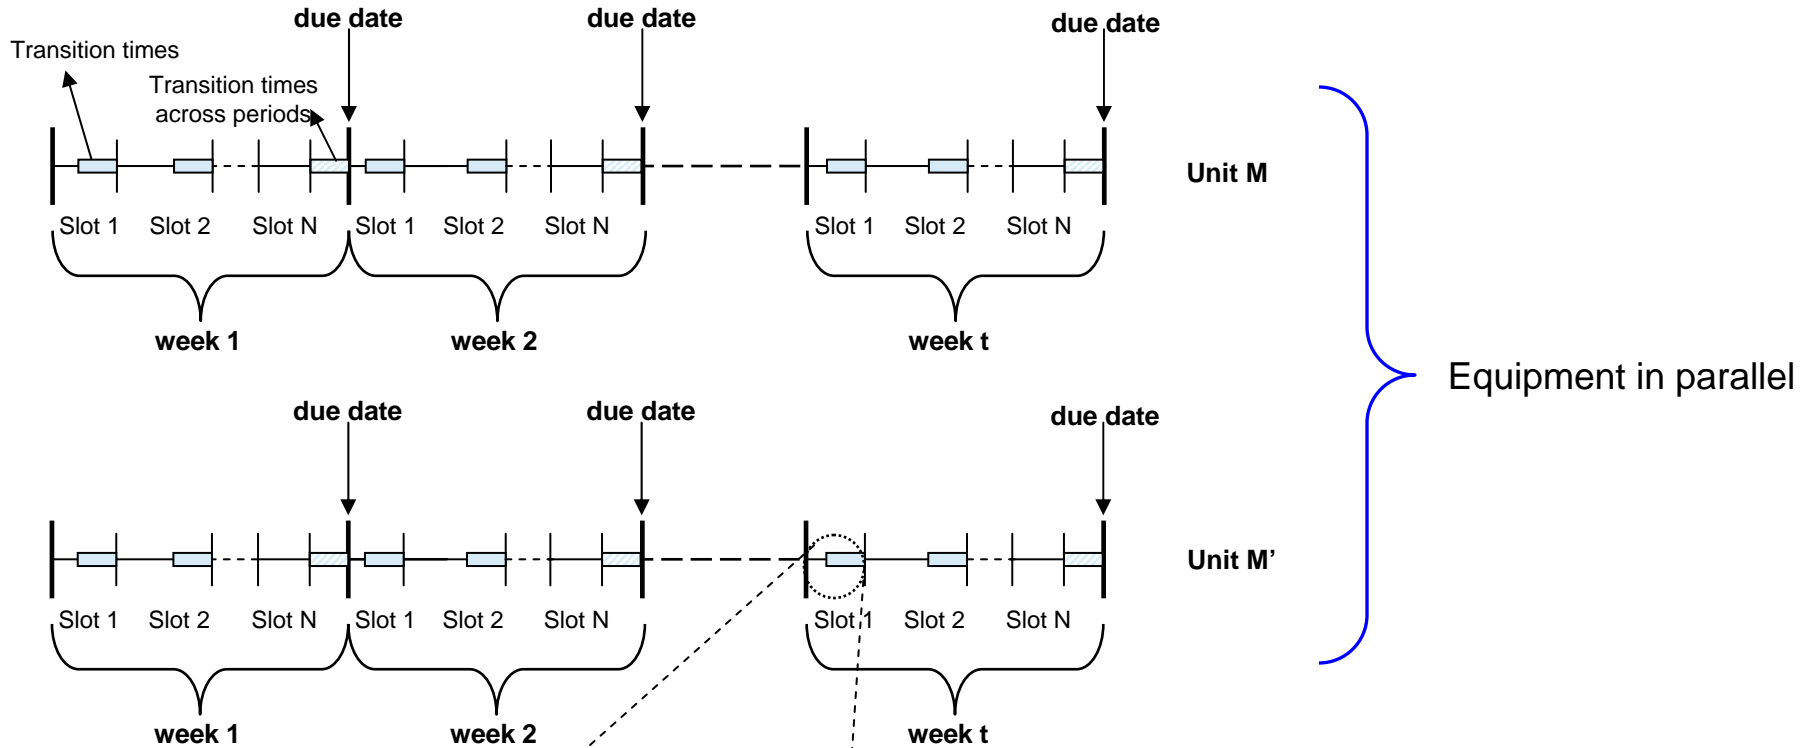 due date due date due date
Transition times
Transition times
across periods
Unit M
Slot 1 Slot 2 Slot N Slot 1 Slot 2 Slot N Slot 1 Slot 2 Slot N
week 1 week 2 week t
Equipment in parallel
due date due date due date
Unit M’
Slot 1 Slot 2 Slot N Slot 1 Slot 2 Slot N Slot 1 Slot 2 Slot N
week 1 week 2 week t